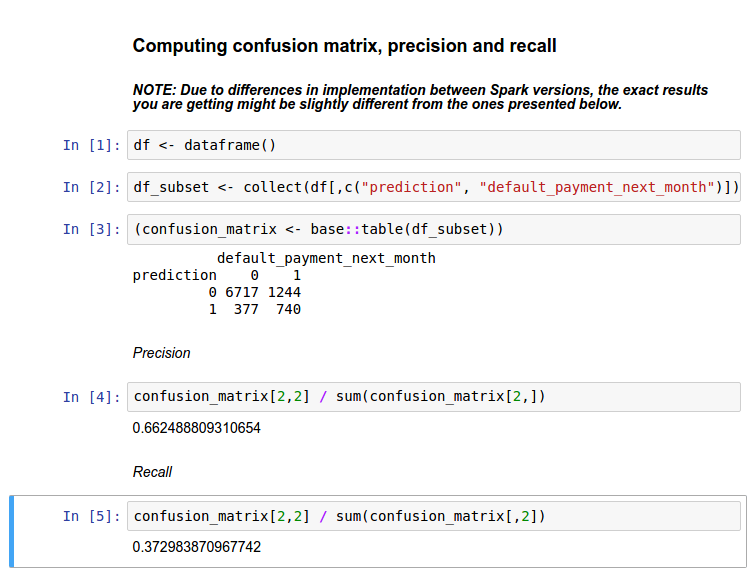 Computing confusion matrix, precision and recall
NOTE: Due to differences in implementation between Spark versions, the exact results
you are getting might be slightly different from the ones presented below.
In [1]: df <- dataframe()
In [2]: df_subset <- collect(df[,c("prediction", "default_payment_next_month")])
In [3]: (confusion_matrix <- base::table(df_subset))
default_payment_next_month
prediction    0    1
         0 6717 1244
         1  377  740
Precision
In [4]: confusion_matrix[2,2] / sum(confusion_matrix[2,])
0.662488809310654
Recall
In [5]: confusion_matrix[2,2] / sum(confusion_matrix[,2])
0.372983870967742